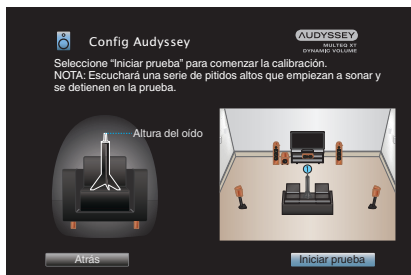 Config Audyssey
AUDYSSEY
MULTEQ XT
DYNAMIC VOLUME
Seleccione “Iniciar prueba” para comenzar la calibración.
NOTA: Escuchará una serie de pitidos altos que empiezan a sonar y
se detienen en la prueba.
Altura del oído
Atrás
Iniciar prueba